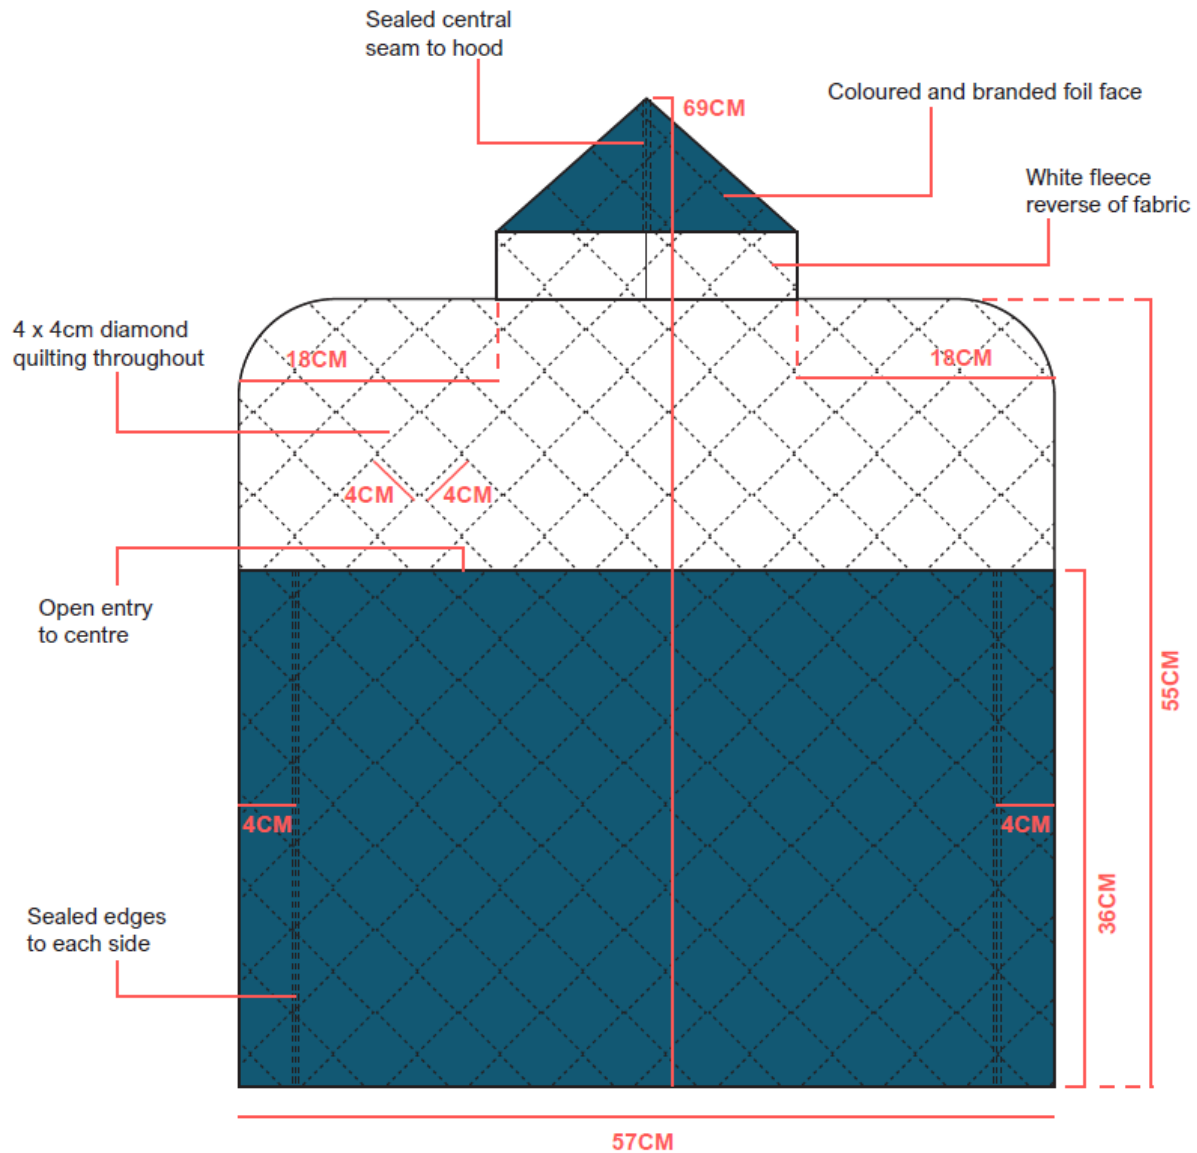 Sealed central
seam to hood
69CM
Coloured and branded foil face
White fleece
reverse of fabric
4 x 4cm diamond
quilting throughout
18CM
18CM
4CM
4CM
Open entry
to centre
55CM
4CM
4CM
36CM
Sealed edges
to each side
57CM